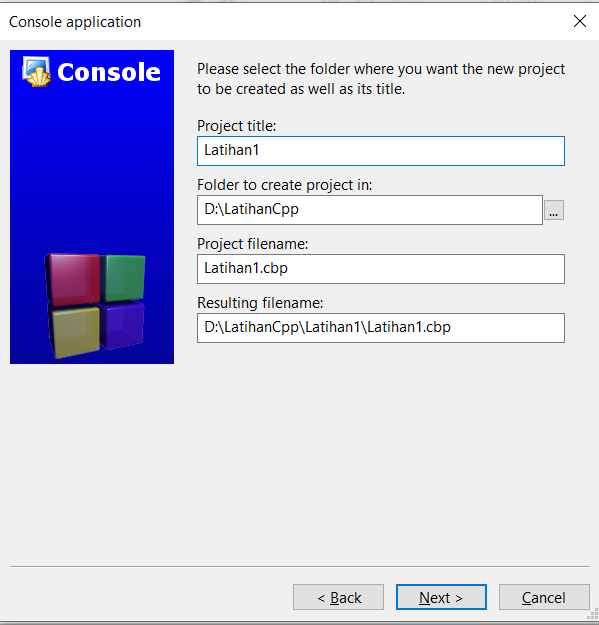 Console application
Console
Please select the folder where you want the new project
to be created as well as its title.
Project title:
Latihan1
Folder to create project in:
D:\LatihanCpp
...
Project filename:
Latihan1.cbp
Resulting filename:
D:\LatihanCpp\Latihan1\Latihan1.cbp
< Back
Next >
Cancel